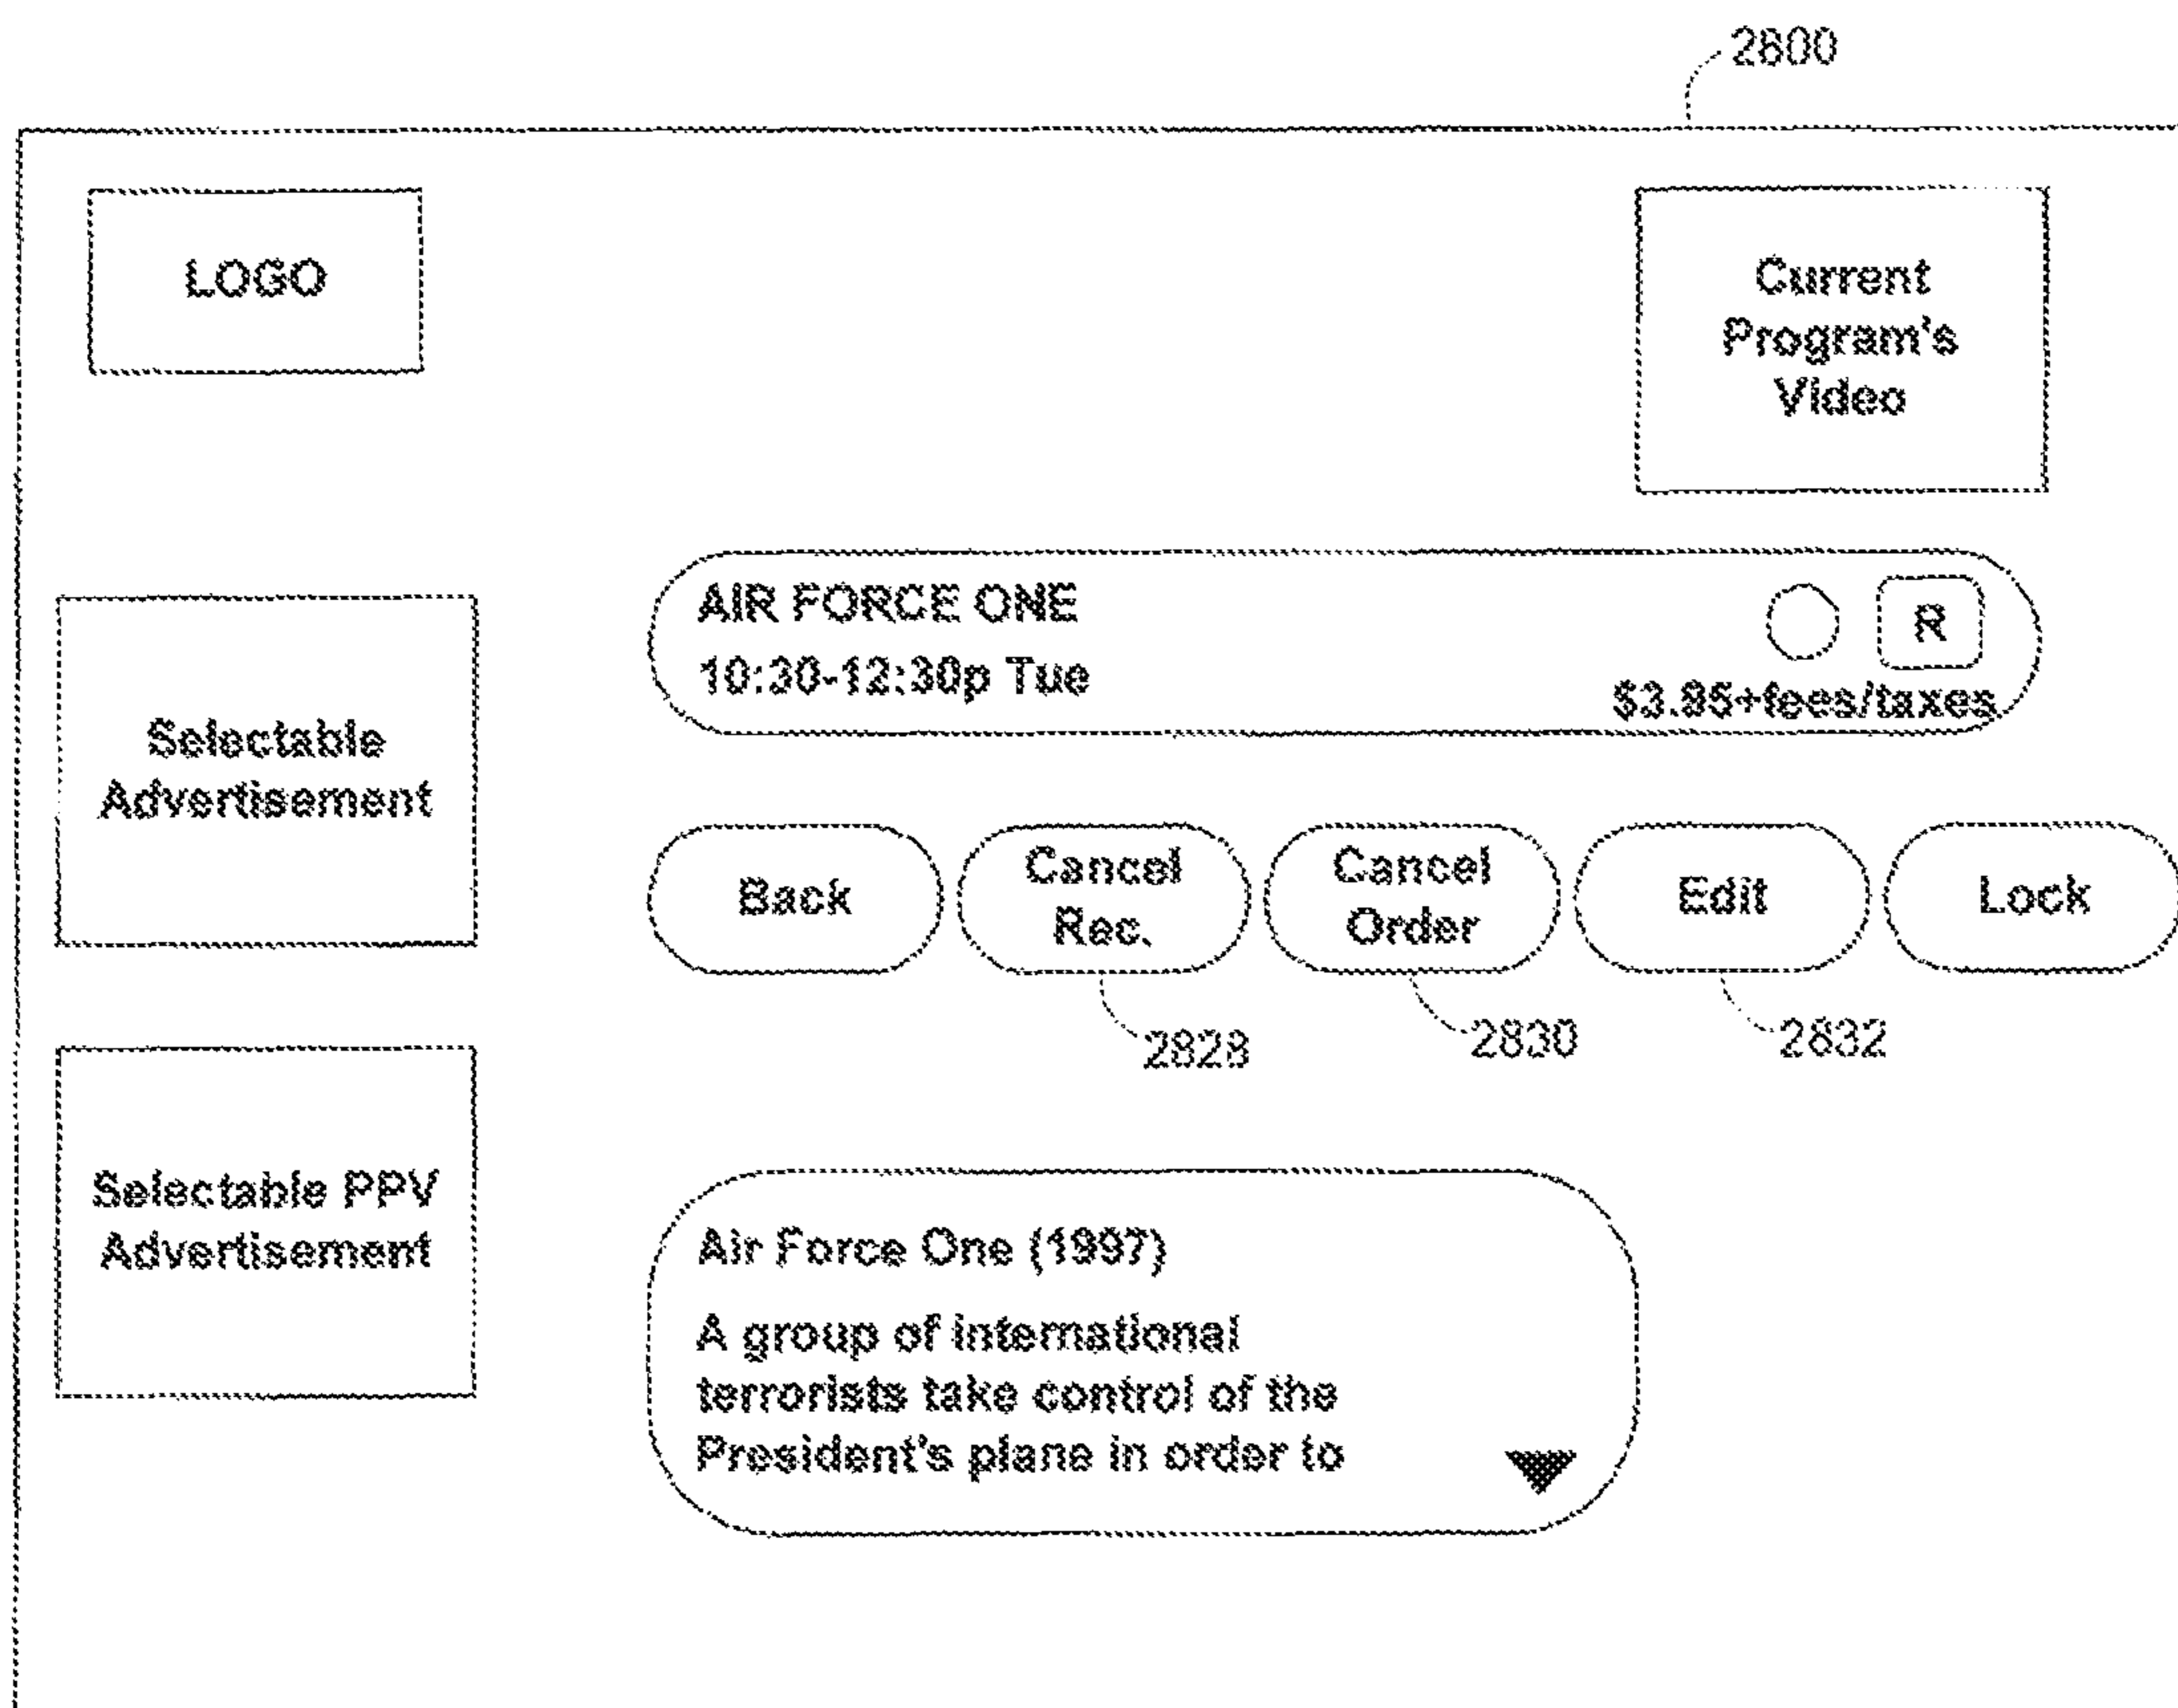 2800
LOGO
Current
Program's
Video
AIR FORCE ONE
R
10:30-12:30p Tue
$3.95+fees/taxes
Selectable
Advertisement
Back
Cancel
Rec.
Cancel
Order
Edit
Lock
2828
2830
2832
Selectable PPV
Advertisement
Air Force One (1997)
A group of international
terrorists take control of the
President's plane in order to